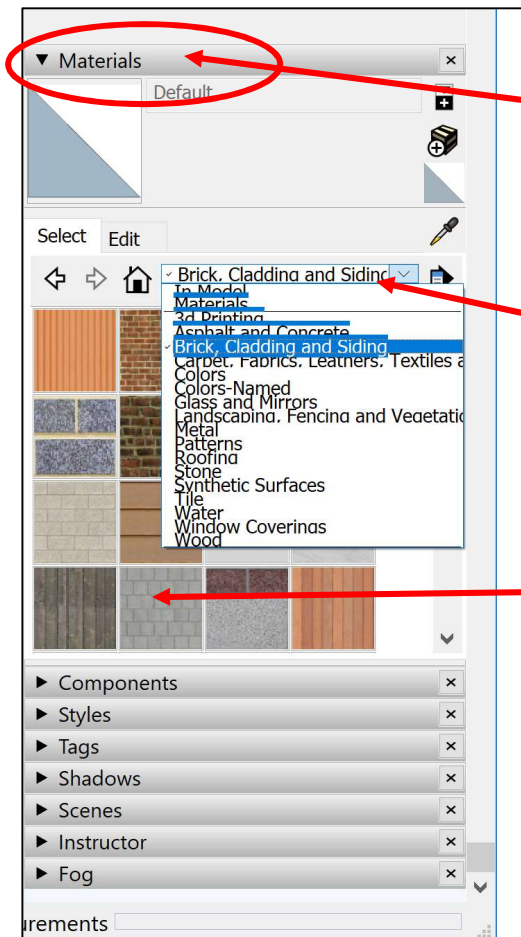 ▼ Materials
Default
Select Edit
Brick, Cladding and Siding
In Model
Materials
3d Printing
Asphalt and Concrete
Brick, Cladding and Siding
Carpet, Fabrics, Leathers, Textiles a
Colors
Colors-Named
Glass and Mirrors
Landscaping, Fencing and Vegetatio
Metal
Patterns
Roofing
Stone
Synthetic Surfaces
Tile
Water
Window Coverings
Wood
► Components
► Styles
► Tags
► Shadows
► Scenes
► Instructor
► Fog
urements